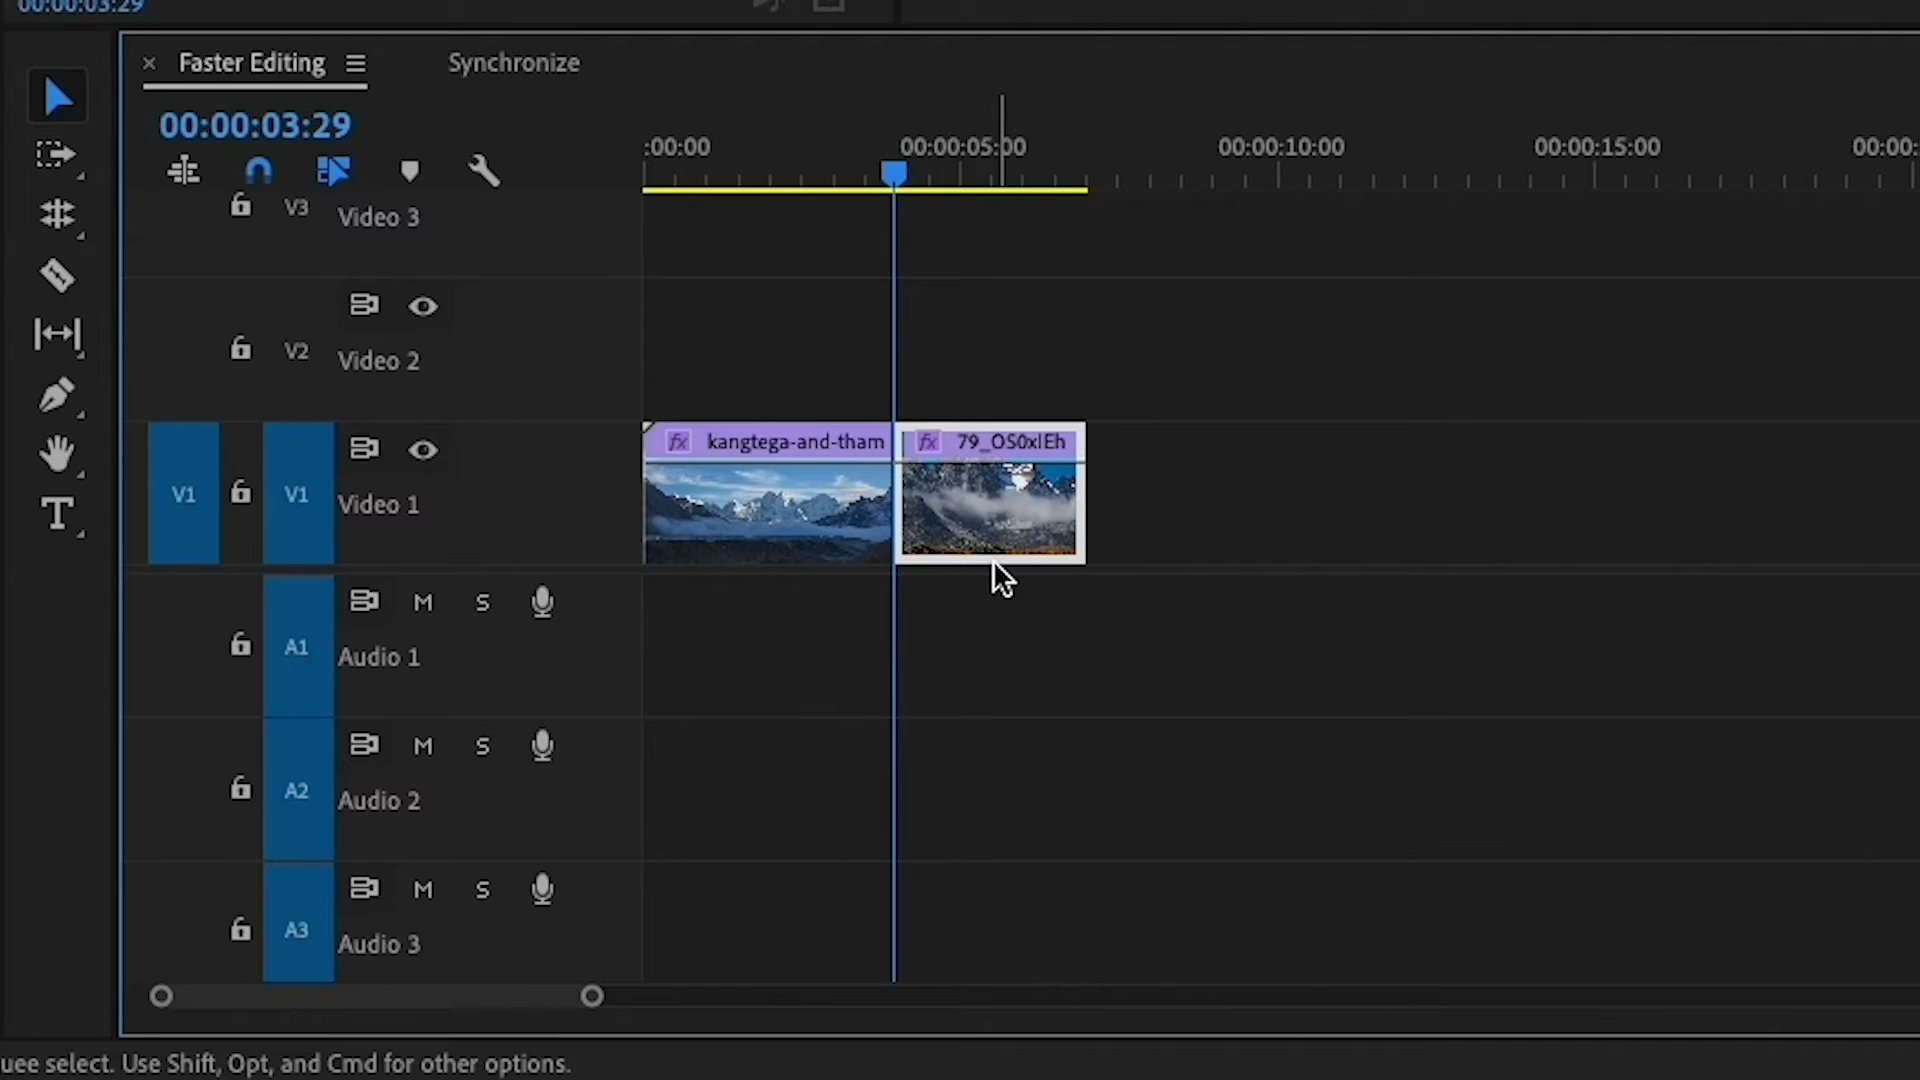 00:00:03:29
Faster Editing
Synchronize
00:00:03:29
:00:00
00:00:05:00
00:00:10:00
00:00:15:00
00:00:
V3
Video 3
V2
Video 2
V1
V1
Video 1
fx kangtega-and-tham
fx 79_OS0xlEh
M S
A1
Audio 1
M S
A2
Audio 2
M S
A3
Audio 3
uee select. Use Shift, Opt, and Cmd for other options.